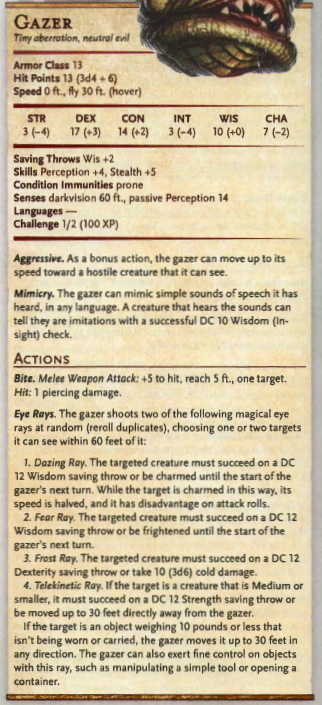 GAZER
Tiny aberration, neutral evil
Armor Class 13
Hit Points 13 (3d4 + 6)
Speed 0 ft., fly 30 ft. (hover)
STR DEX CON INT WIS CHA
3 (–4) 17 (+3) 14 (+2) 3 (–4) 10 (+0) 7 (–2)
Saving Throws Wis +2
Skills Perception +4, Stealth +5
Condition Immunities prone
Senses darkvision 60 ft., passive Perception 14
Languages —
Challenge 1/2 (100 XP)
Aggressive. As a bonus action, the gazer can move up to its
speed toward a hostile creature that it can see.
Mimicry. The gazer can mimic simple sounds of speech it has
heard, in any language. A creature that hears the sounds can
tell they are imitations with a successful DC 10 Wisdom (In-
sight) check.
ACTIONS
Bite. Melee Weapon Attack: +5 to hit, reach 5 ft., one target.
Hit: 1 piercing damage.
Eye Rays. The gazer shoots two of the following magical eye
rays at random (reroll duplicates), choosing one or two targets
it can see within 60 feet of it:
1. Dazing Ray. The targeted creature must succeed on a DC
12 Wisdom saving throw or be charmed until the start of the
gazer's next turn. While the target is charmed in this way, its
speed is halved, and it has disadvantage on attack rolls.
2. Fear Ray. The targeted creature must succeed on a DC 12
Wisdom saving throw or be frightened until the start of the
gazer's next turn.
3. Frost Ray. The targeted creature must succeed on a DC 12
Dexterity saving throw or take 10 (3d6) cold damage.
4. Telekinetic Ray. If the target is a creature that is Medium or
smaller, it must succeed on a DC 12 Strength saving throw or
be moved up to 30 feet directly away from the gazer.
If the target is an object weighing 10 pounds or less that
isn't being worn or carried, the gazer moves it up to 30 feet in
any direction. The gazer can also exert fine control on objects
with this ray, such as manipulating a simple tool or opening a
container.